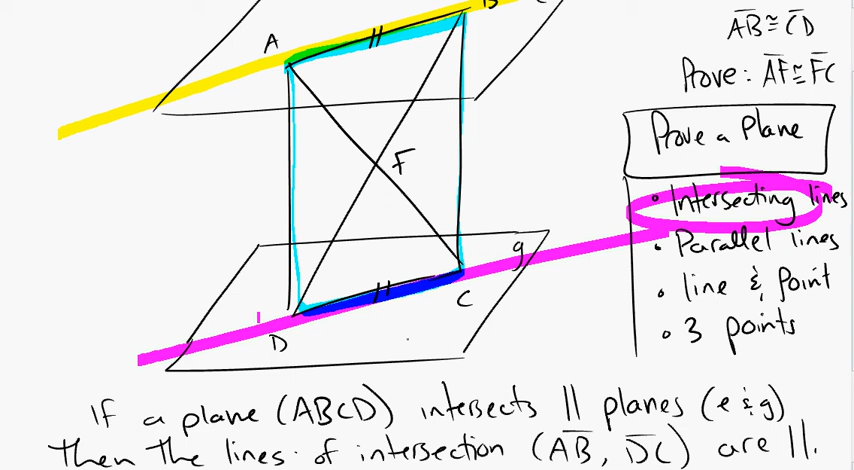 B
A
AB ≅ CD
Prove: AF ≅ FC
Prove a Plane
F
• Intersecting lines
• Parallel lines
• line & Point
• 3 points
g
C
D
If a plane (ABCD) intersects || planes (e & g)
then the lines of intersection (AB, DC) are ||.